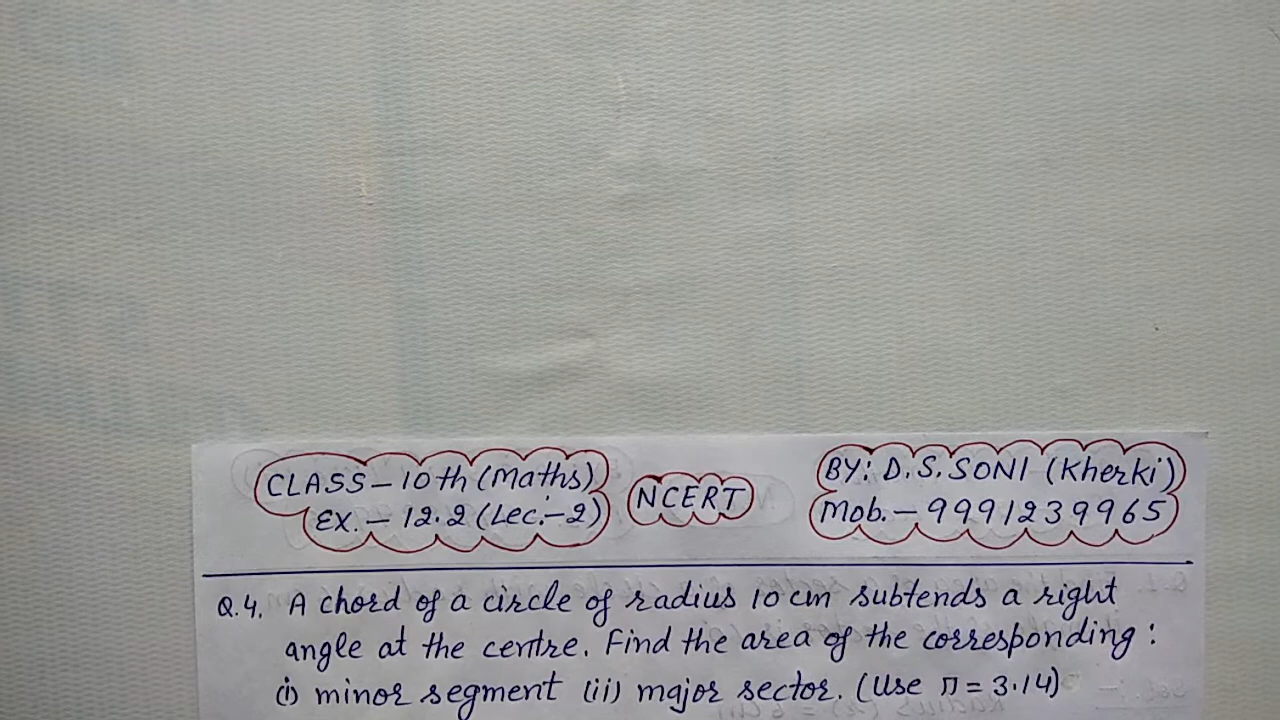 CLASS – 10th (Maths)
EX. – 12.2 (Lec.–2)
NCERT
BY: D.S. SONI (Kherki)
Mob. – 9991239965
Q.4. A chord of a circle of radius 10 cm subtends a right
angle at the centre. Find the area of the corresponding :
(i) minor segment (ii) major sector. (Use π = 3.14)